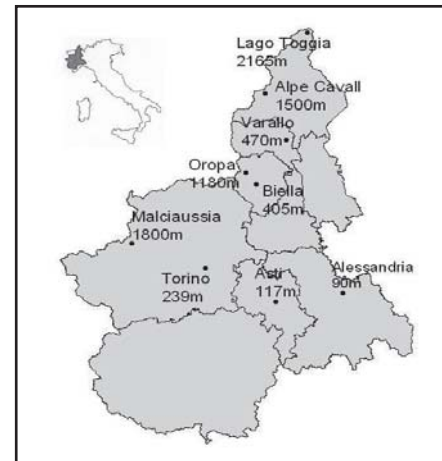 Lago Toggia
2165m
Alpe Cavall
1500m
Varallo
470m
Oropa
1180m
Biella
405m
Malciaussia
1800m
Torino
239m
Asti
117m
Alessandria
90m